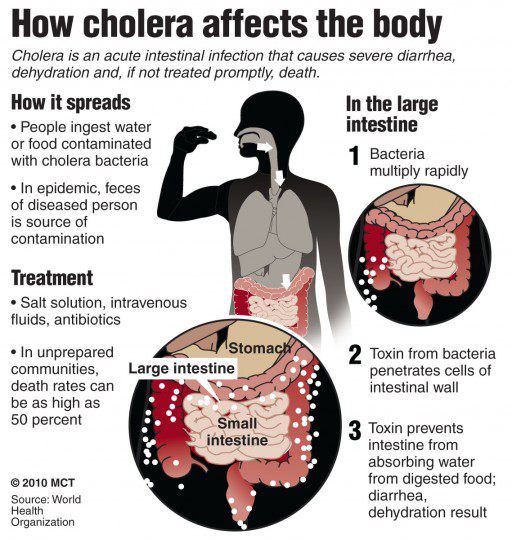 How cholera affects the body
Cholera is an acute intestinal infection that causes severe diarrhea,
dehydration and, if not treated promptly, death.
How it spreads
• People ingest water
or food contaminated
with cholera bacteria
• In epidemic, feces
of diseased person
is source of
contamination
Treatment
• Salt solution, intravenous
fluids, antibiotics
• In unprepared
communities,
death rates can
be as high as
50 percent
© 2010 MCT
Source: World
Health
Organization
Stomach
Large intestine
Small
intestine
In the large
intestine
1 Bacteria
multiply rapidly
2 Toxin from bacteria
penetrates cells of
intestinal wall
3 Toxin prevents
intestine from
absorbing water
from digested food;
diarrhea,
dehydration result